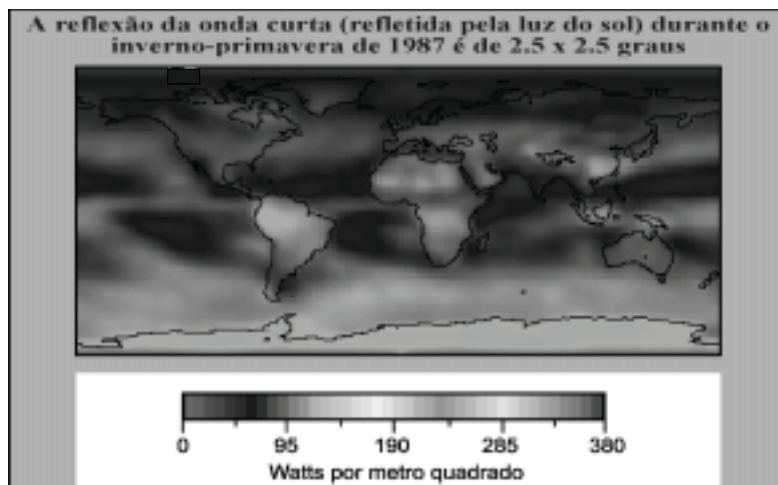 A reflexão da onda curta (refletida pela luz do sol) durante o
inverno-primavera de 1987 é de 2.5 x 2.5 graus
0 95 190 285 380
Watts por metro quadrado